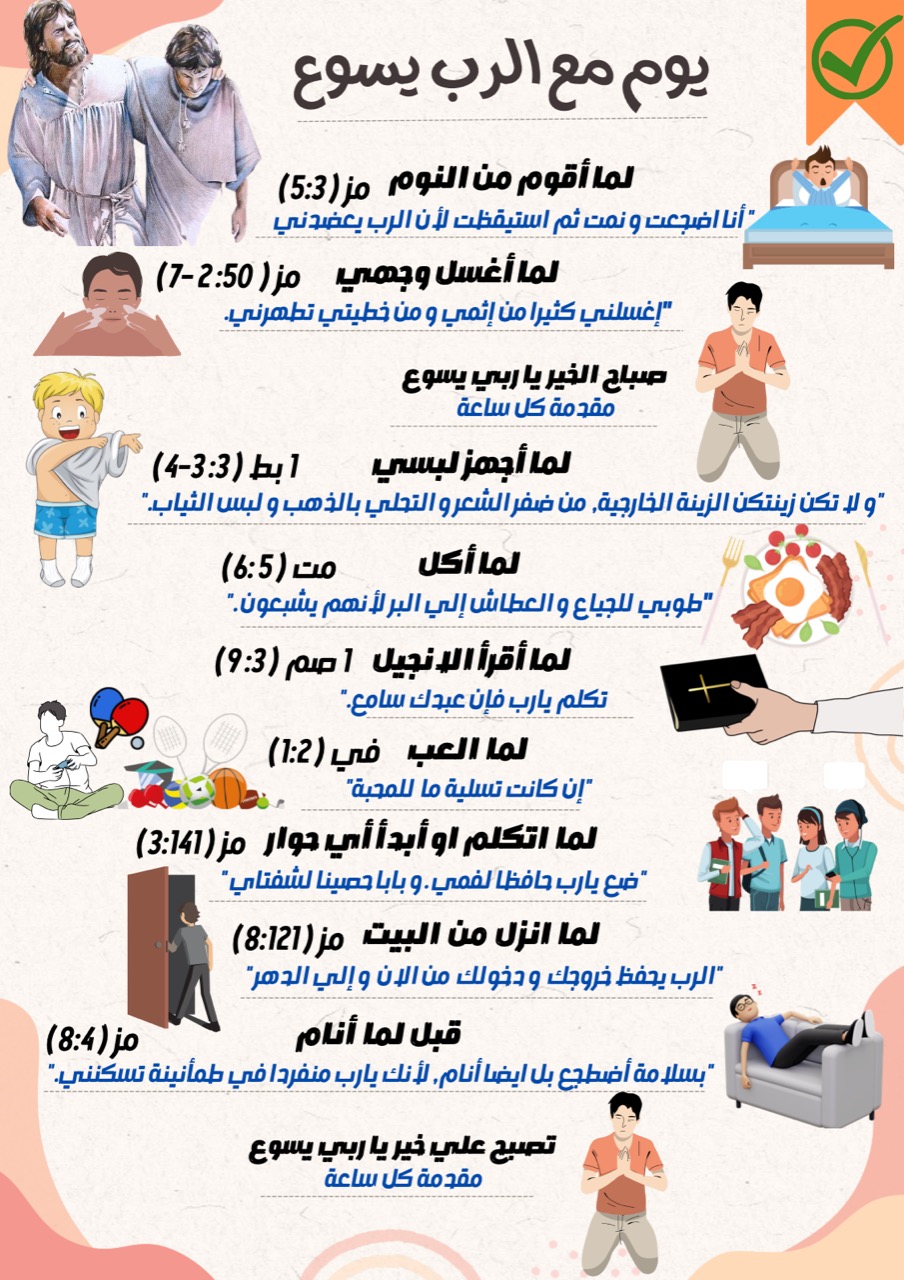 يوم مع الرب يسوع
لما أقوم من النوم مز (5:3)
"أنا اضجعت و نمت ثم استيقظت لأن الرب يعضدني
لما أغسل وجهي مز (2:50-7)
"إغسلني كثيرا من إثمي و من خطيتي تطهرني.
صباح الخير يا ربي يسوع
مقدمة كل ساعة
لما أجهز لبسي 1 بط (3:3-4)
"و لا تكن زينتكن الزينة الخارجية, من ضفر الشعر و التحلي بالذهب و لبس الثياب."
لما أكل مت (6:5)
"طوبي للجياع و العطاش إلي البر لأنهم يشبعون."
لما أقرأ الانجيل 1 صم (9:3)
تكلم يارب فإن عبدك سامع."
لما العب في (1:2)
"إن كانت تسلية ما للمحبة"
لما اتكلم او أبدأ أي حوار مز (3:141)
"ضع يارب حافظا لفمي. و بابا حصينا لشفتاي"
لما انزل من البيت مز (8:121)
"الرب يحفظ خروجك و دخولك من الان و إلي الدهر"
قبل لما أنام مز (8:4)
"بسلامة أضطجع بل ايضا أنام, لأنك يارب منفردا في طمأنينة تسكنني."
تصبح علي خير يا ربي يسوع
مقدمة كل ساعة